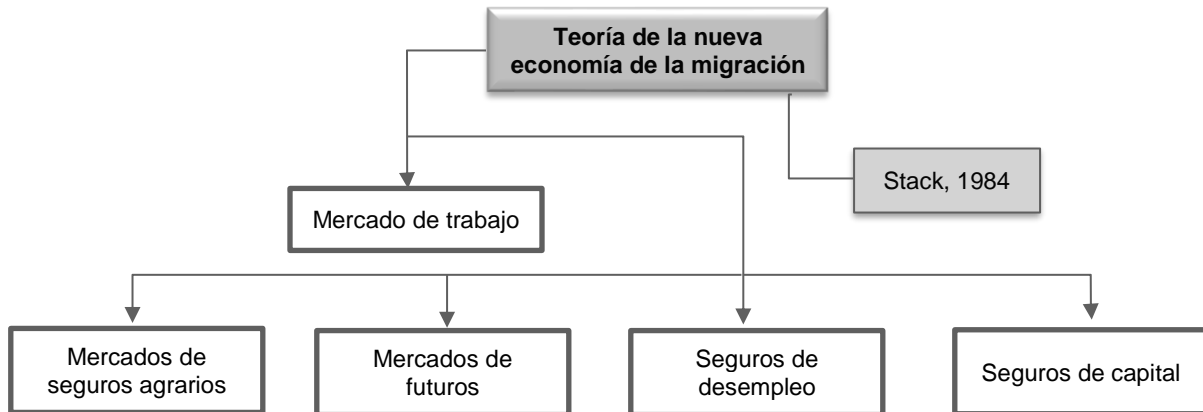 Teoría de la nueva
economía de la migración
Stack, 1984
Mercado de trabajo
Mercados de
seguros agrarios
Mercados de
futuros
Seguros de
desempleo
Seguros de capital